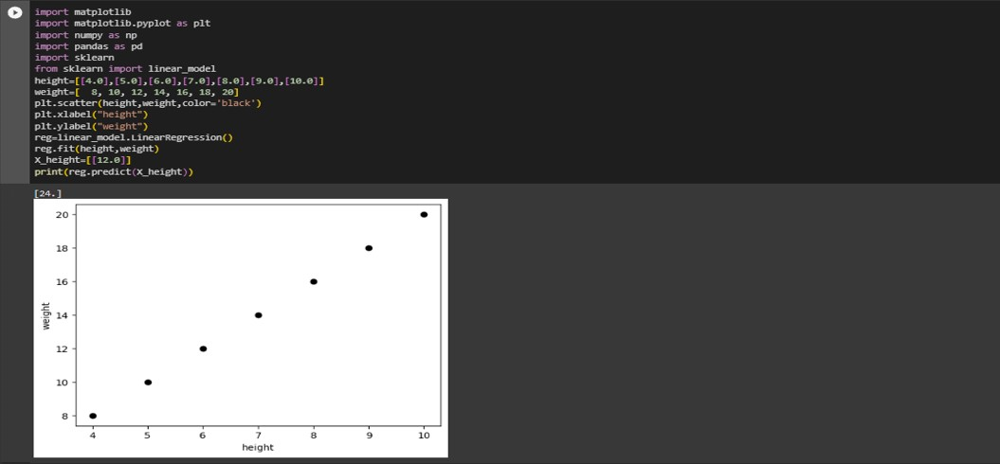 import matplotlib
import matplotlib.pyplot as plt
import numpy as np
import pandas as pd
import sklearn
from sklearn import linear_model
height=[[4.0],[5.0],[6.0],[7.0],[8.0],[9.0],[10.0]]
weight=[  8, 10, 12, 14, 16, 18, 20]
plt.scatter(height,weight,color='black')
plt.xlabel("height")
plt.ylabel("weight")
reg=linear_model.LinearRegression()
reg.fit(height,weight)
X_height=[[12.0]]
print(reg.predict(X_height))
[24.]
20
18
16
14
12
10
8
weight
4 5 6 7 8 9 10
height